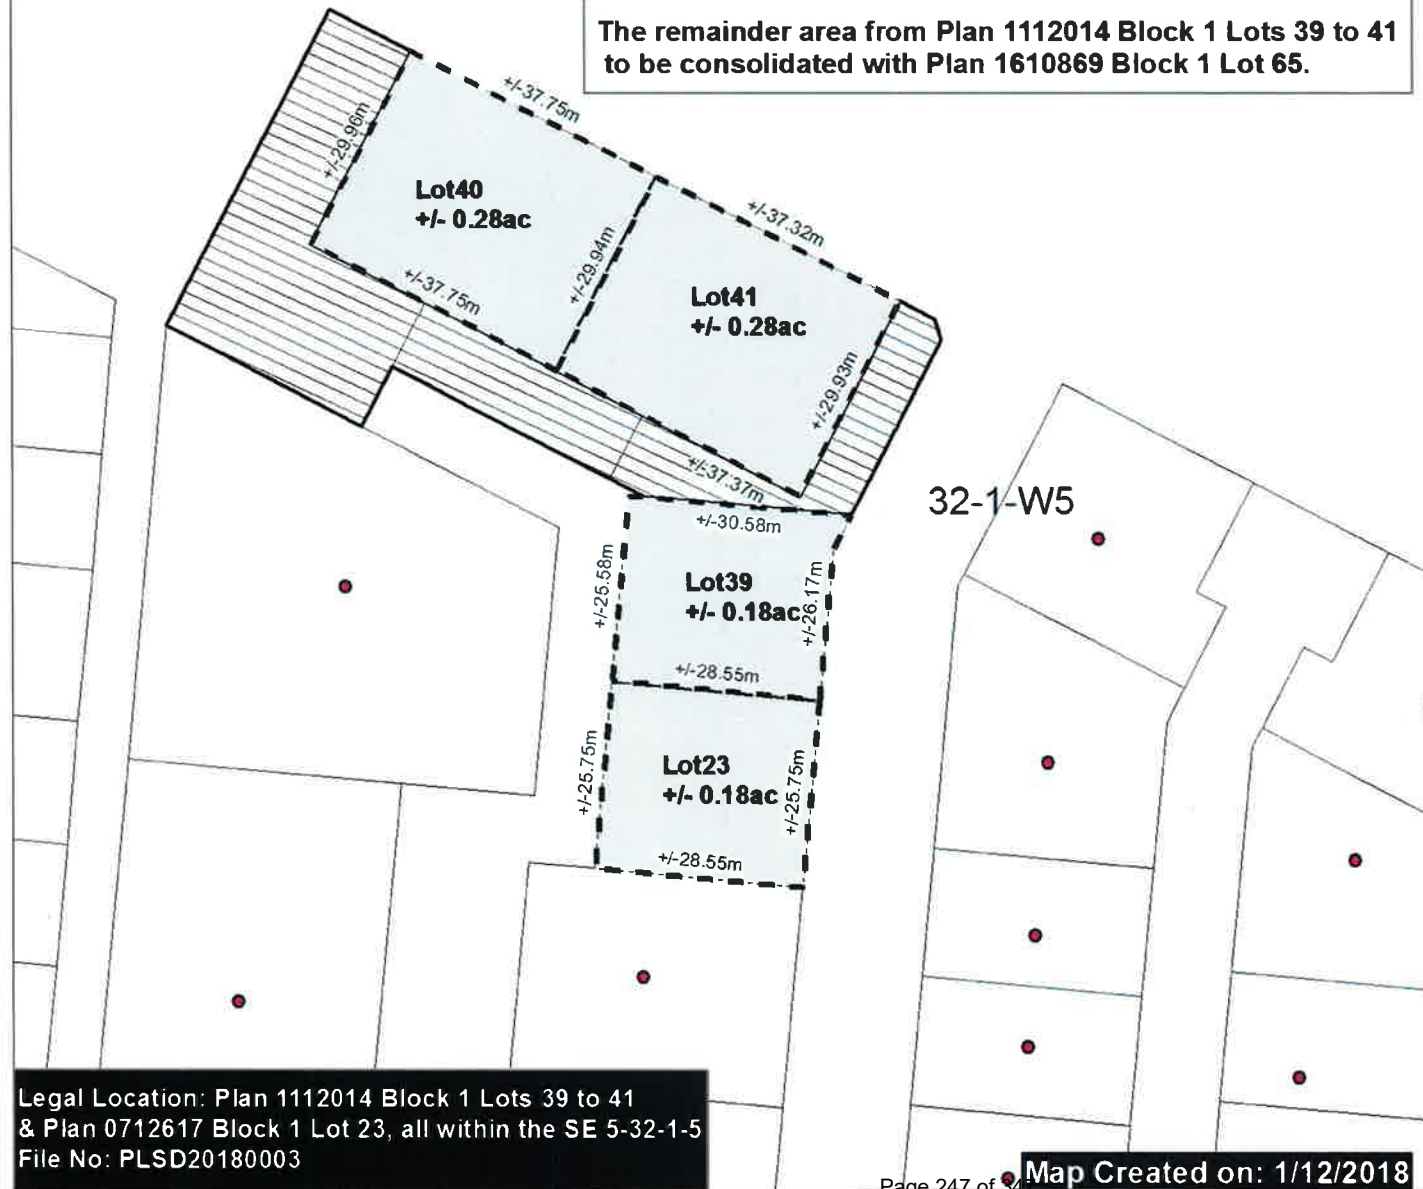 The remainder area from Plan 1112014 Block 1 Lots 39 to 41
to be consolidated with Plan 1610869 Block 1 Lot 65.
+/-37.75m
+/-29.96m
Lot40
+/- 0.28ac
+/-37.32m
+/-29.94m
+/-37.75m
Lot41
+/- 0.28ac
+/-29.93m
+/-37.37m
32-1-W5
+/-30.58m
+/-25.58m
Lot39
+/- 0.18ac
+/-26.17m
+/-28.55m
+/-25.75m
Lot23
+/- 0.18ac
+/-25.75m
+/-28.55m
Legal Location: Plan 1112014 Block 1 Lots 39 to 41
& Plan 0712617 Block 1 Lot 23, all within the SE 5-32-1-5
File No: PLSD20180003
Map Created on: 1/12/2018
Page 247 of